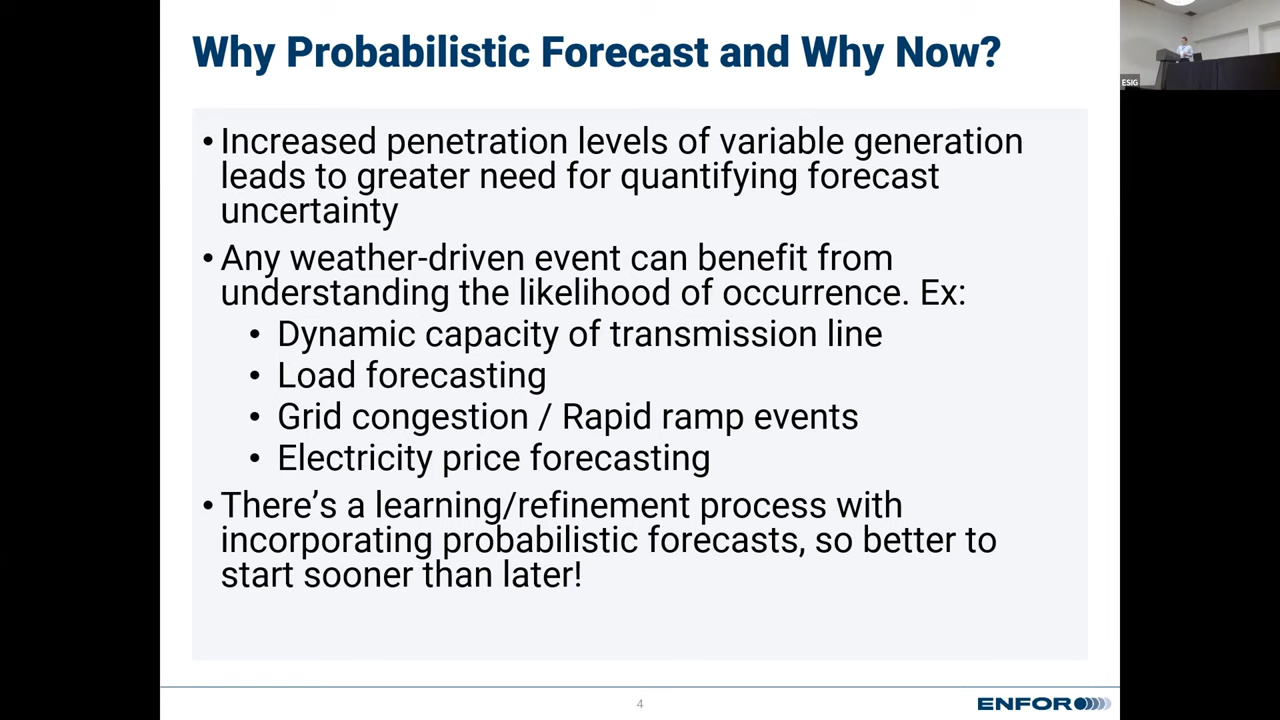 Why Probabilistic Forecast and Why Now?
ESIG
• Increased penetration levels of variable generation
leads to greater need for quantifying forecast
uncertainty
• Any weather-driven event can benefit from
understanding the likelihood of occurrence. Ex:
• Dynamic capacity of transmission line
• Load forecasting
• Grid congestion / Rapid ramp events
• Electricity price forecasting
• There’s a learning/refinement process with
incorporating probabilistic forecasts, so better to
start sooner than later!
4
ENFOR